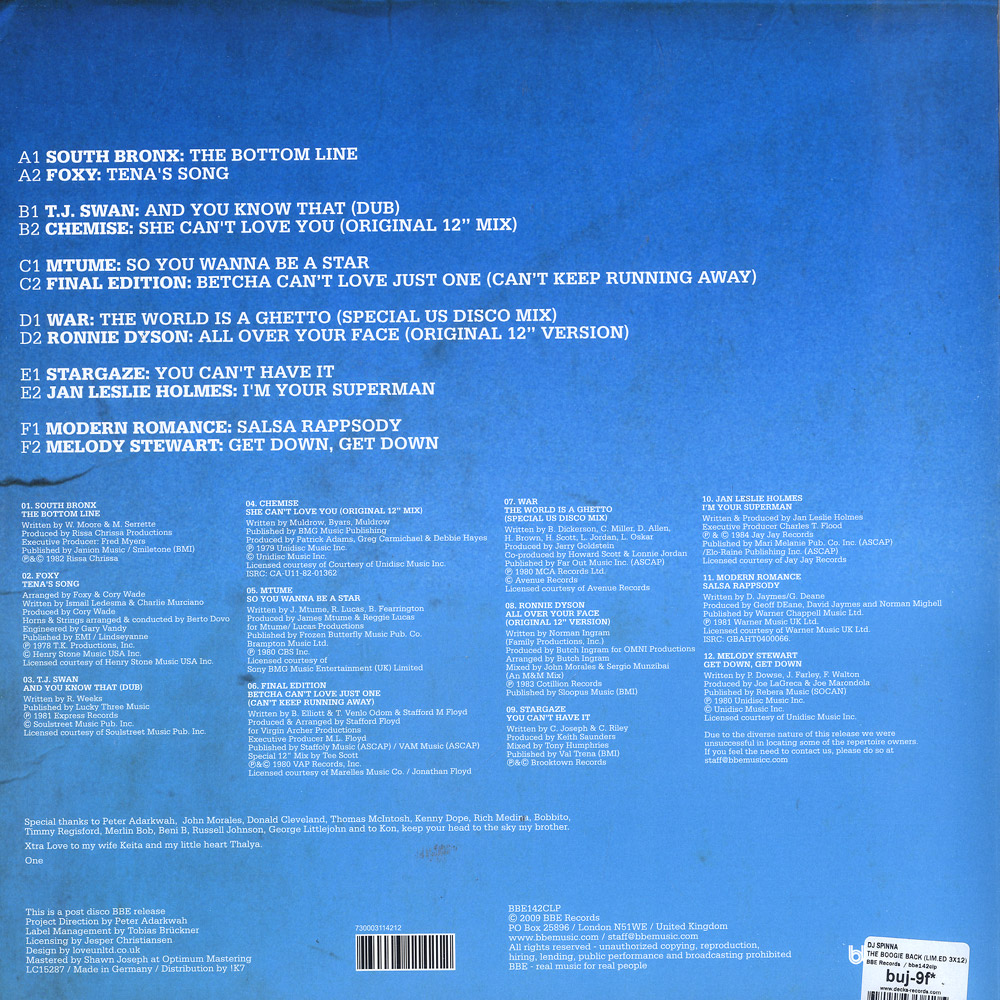 A1 SOUTH BRONX: THE BOTTOM LINE
A2 FOXY: TENA'S SONG
B1 T.J. SWAN: AND YOU KNOW THAT (DUB)
B2 CHEMISE: SHE CAN'T LOVE YOU (ORIGINAL 12” MIX)
C1 MTUME: SO YOU WANNA BE A STAR
C2 FINAL EDITION: BETCHA CAN’T LOVE JUST ONE (CAN’T KEEP RUNNING AWAY)
D1 WAR: THE WORLD IS A GHETTO (SPECIAL US DISCO MIX)
D2 RONNIE DYSON: ALL OVER YOUR FACE (ORIGINAL 12” VERSION)
E1 STARGAZE: YOU CAN'T HAVE IT
E2 JAN LESLIE HOLMES: I'M YOUR SUPERMAN
F1 MODERN ROMANCE: SALSA RAPPSODY
F2 MELODY STEWART: GET DOWN, GET DOWN
01. SOUTH BRONX
THE BOTTOM LINE
Written by W. Moore & M. Serrette
Produced by Rissa Chrissa Productions
Executive Producer: Fred Myers
Published by Janion Music / Smiletone (BMI)
℗&© 1982 Rissa Chrissa
02. FOXY
TENA'S SONG
Arranged by Foxy & Cory Wade
Written by Ismail Ledesma & Charlie Murciano
Produced by Cory Wade
Horns & Strings arranged & conducted by Berto Dovo
Engineered by Gary Vandy
Published by EMI / Lindseyanne
℗ 1978 T.K. Productions, Inc.
© Henry Stone Music USA Inc.
Licensed courtesy of Henry Stone Music USA Inc.
03. T.J. SWAN
AND YOU KNOW THAT (DUB)
Written by R. Weeks
Published by Lucky Three Music
℗ 1981 Express Records
© Soulstreet Music Pub. Inc.
Licensed courtesy of Soulstreet Music Pub. Inc.
04. CHEMISE
SHE CAN'T LOVE YOU (ORIGINAL 12” MIX)
Written by Muldrow, Byars, Muldrow
Published by BMG Music Publishing
Produced by Patrick Adams, Greg Carmichael & Debbie Hayes
℗ 1979 Unidisc Music Inc.
© Unidisc Music Inc.
Licensed courtesy of Courtesy of Unidisc Music Inc.
ISRC: CA-U11-82-01362
05. MTUME
SO YOU WANNA BE A STAR
Written by J. Mtume, R. Lucas, B. Fearrington
Produced by James Mtume & Reggie Lucas
for Mtume/ Lucas Productions
Published by Frozen Butterfly Music Pub. Co.
Brampton Music Ltd.
℗ 1980 CBS Inc.
Licensed courtesy of
Sony BMG Music Entertainment (UK) Limited
06. FINAL EDITION
BETCHA CAN'T LOVE JUST ONE
(CAN'T KEEP RUNNING AWAY)
Written by B. Elliott & T. Venlo Odom & Stafford M Floyd
Produced & Arranged by Stafford Floyd
for Virgin Archer Productions
Executive Producer M.L. Floyd
Published by Staffoly Music (ASCAP) / VAM Music (ASCAP)
Special 12" Mix by Tee Scott
℗&© 1980 VAP Records, Inc.
Licensed courtesy of Marelles Music Co. / Jonathan Floyd
07. WAR
THE WORLD IS A GHETTO
(SPECIAL US DISCO MIX)
Written by B. Dickerson, C. Miller, D. Allen,
H. Brown, H. Scott, L. Jordan, L. Oskar
Produced by Jerry Goldstein
Co-produced by Howard Scott & Lonnie Jordan
Published by Far Out Music Inc. (ASCAP)
℗ 1980 MCA Records Ltd.
© Avenue Records
Licensed courtesy of Avenue Records
08. RONNIE DYSON
ALL OVER YOUR FACE
(ORIGINAL 12” VERSION)
Written by Norman Ingram
(Family Productions, Inc.)
Produced by Butch Ingram for OMNI Productions
Arranged by Butch Ingram
Mixed by John Morales & Sergio Munzibai
(An M&M Mix)
℗ 1983 Cotillion Records
Published by Sloopus Music (BMI)
09. STARGAZE
YOU CAN'T HAVE IT
Written by C. Joseph & C. Riley
Produced by Keith Saunders
Mixed by Tony Humphries
Published by Val Trena (BMI)
℗&© Brooktown Records
10. JAN LESLIE HOLMES
I'M YOUR SUPERMAN
Written & Produced by Jan Leslie Holmes
Executive Producer Charles T. Flood
℗ & © 1984 Jay Jay Records
Published by Mari Melanie Pub. Co. Inc. (ASCAP)
/Elo-Raine Publishing Inc. (ASCAP)
Licensed courtesy of Jay Jay Records
11. MODERN ROMANCE
SALSA RAPPSODY
Written by D. Jaymes/G. Deane
Produced by Geoff DEane, David Jaymes and Norman Mighell
Published by Warner Chappell Music Ltd.
℗ 1981 Warner Music UK Ltd.
Licensed courtesy of Warner Music UK Ltd.
ISRC: GBAHT0400066.
12. MELODY STEWART
GET DOWN, GET DOWN
Written by P. Dowse, J. Farley, F. Walton
Produced by Joe LaGreca & Joe Marondola
Published by Rebera Music (SOCAN)
℗ 1980 Unidisc Music Inc.
© Unidisc Music Inc.
Licensed courtesy of Unidisc Music Inc.
Due to the diverse nature of this release we were
unsuccessful in locating some of the repertoire owners.
If you feel the need to contact us, please do so at
staff@bbemusicc.com
Special thanks to Peter Adarkwah, John Morales, Donald Cleveland, Thomas McIntosh, Kenny Dope, Rich Medina, Bobbito,
Timmy Regisford, Merlin Bob, Beni B, Russell Johnson, George Littlejohn and to Kon, keep your head to the sky my brother.
Xtra Love to my wife Keita and my little heart Thalya.
One
This is a post disco BBE release
Project Direction by Peter Adarkwah
Label Management by Tobias Brückner
Licensing by Jesper Christiansen
Design by loveunltd.co.uk
Mastered by Shawn Joseph at Optimum Mastering
LC15287 / Made in Germany / Distribution by !K7
730003114212
BBE142CLP
© 2009 BBE Records
PO Box 25896 / London N51WE / United Kingdom
www.bbemusic.com / staff@bbemusic.com
All rights reserved - unauthorized copying, reproduction,
hiring, lending, public performance and broadcasting prohibited
BBE - real music for real people
DJ SPINNA
THE BOOGIE BACK (LIM.ED 3X12)
BBE Records / bbe142clp
buj-9f*
www.decks-records.com